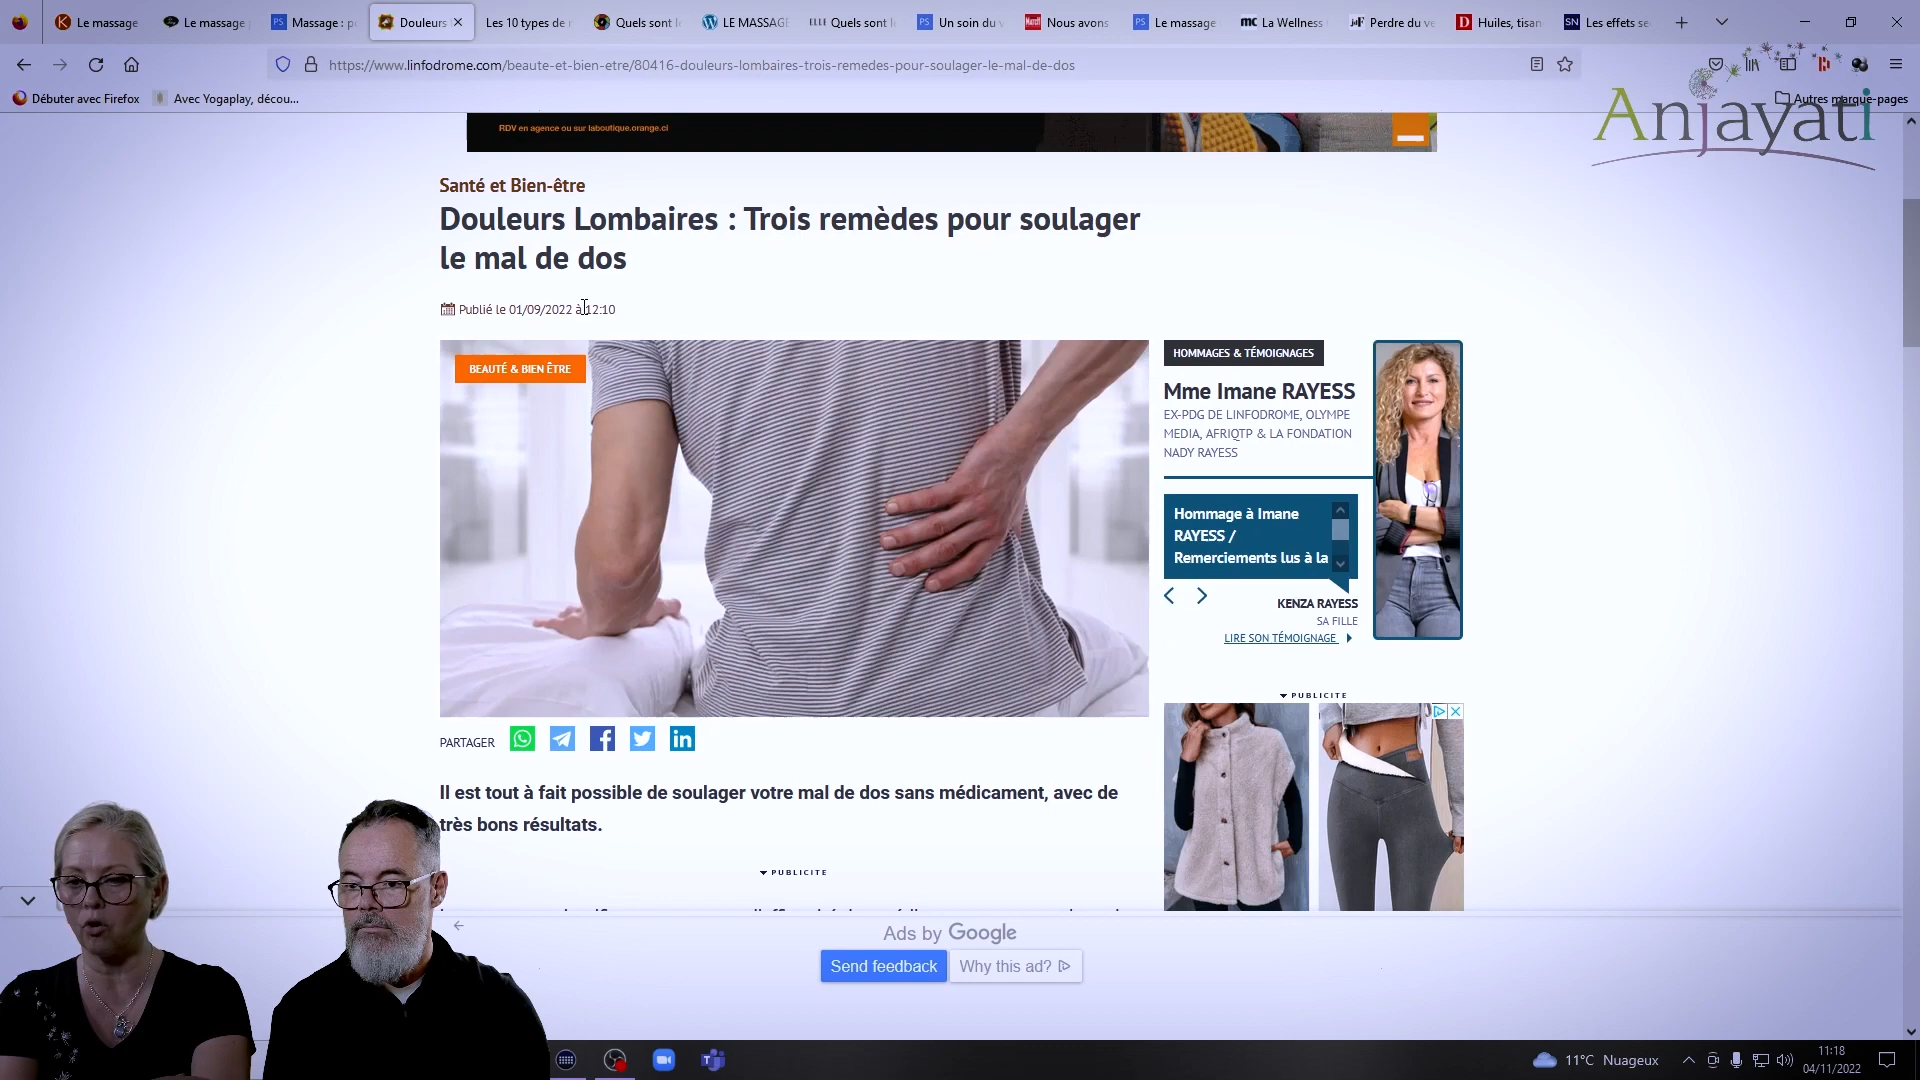 Le massage
Le massage
Massage : p
Douleurs
Les 10 types de
Quels sont l
LE MASSAGE
Quels sont l
Un soin du v
Nous avons
Le massage
La Wellness
Perdre du v
Huiles, tisan
Les effets se
https://www.linfodrome.com/beaute-et-bien-etre/80416-douleurs-lombaires-trois-remedes-pour-soulager-le-mal-de-dos
Débuter avec Firefox
Avec Yogaplay, décou...
Autres marque-pages
Anjayati
RDV en agence ou sur laboutique.orange.ci
Santé et Bien-être
Douleurs Lombaires : Trois remèdes pour soulager
le mal de dos
Publié le 01/09/2022 à 12:10
BEAUTÉ & BIEN ÊTRE
HOMMAGES & TÉMOIGNAGES
Mme Imane RAYESS
EX-PDG DE LINFODROME, OLYMPE
MEDIA, AFRIQTP & LA FONDATION
NADY RAYESS
Hommage à Imane
RAYESS /
Remerciements lus à la
KENZA RAYESS
SA FILLE
LIRE SON TÉMOIGNAGE
PUBLICITE
PARTAGER
Il est tout à fait possible de soulager votre mal de dos sans médicament, avec de
très bons résultats.
PUBLICITE
Ads by Google
Send feedback
Why this ad?
11°C Nuageux
11:18
04/11/2022